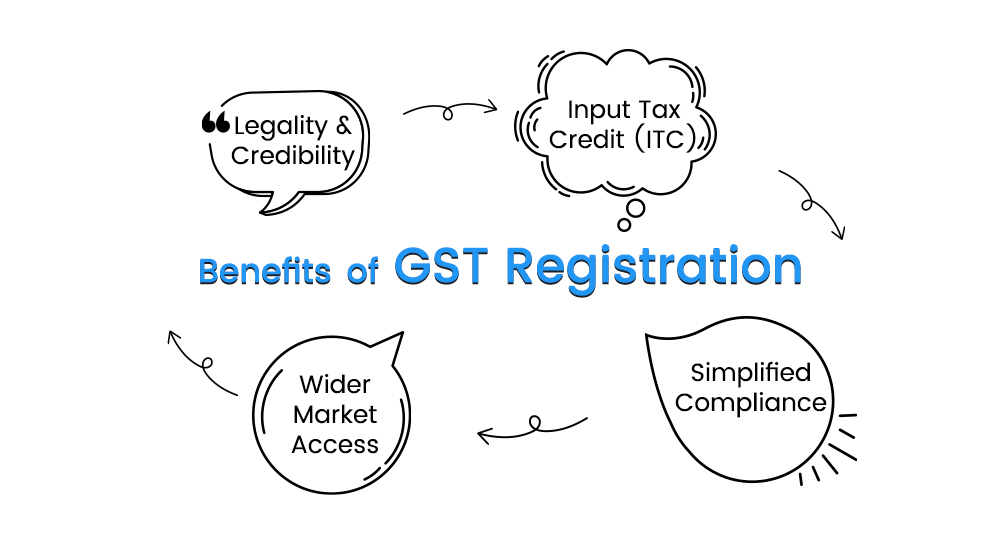 Legality &
Credibility
Input Tax
Credit (ITC)
Benefits of GST Registration
Wider
Market
Access
Simplified
Compliance